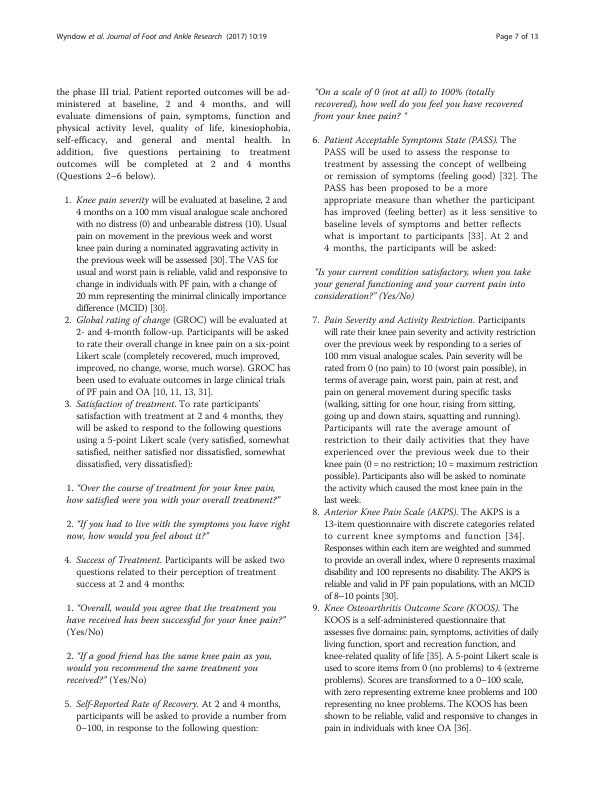 Wyndow et al. Journal of Foot and Ankle Research (2017) 10:19
Page 7 of 13
the phase III trial. Patient reported outcomes will be ad-
ministered at baseline, 2 and 4 months, and will
evaluate dimensions of pain, symptoms, function and
physical activity level, quality of life, kinesiophobia,
self-efficacy, and general and mental health. In
addition, five questions pertaining to treatment
outcomes will be completed at 2 and 4 months
(Questions 2–6 below).
1. Knee pain severity will be evaluated at baseline, 2 and
4 months on a 100 mm visual analogue scale anchored
with no distress (0) and unbearable distress (10). Usual
pain on movement in the previous week and worst
knee pain during a nominated aggravating activity in
the previous week will be assessed [30]. The VAS for
usual and worst pain is reliable, valid and responsive to
change in individuals with PF pain, with a change of
20 mm representing the minimal clinically importance
difference (MCID) [30].
2. Global rating of change (GROC) will be evaluated at
2- and 4-month follow-up. Participants will be asked
to rate their overall change in knee pain on a six-point
Likert scale (completely recovered, much improved,
improved, no change, worse, much worse). GROC has
been used to evaluate outcomes in large clinical trials
of PF pain and OA [10, 11, 13, 31].
3. Satisfaction of treatment. To rate participants'
satisfaction with treatment at 2 and 4 months, they
will be asked to respond to the following questions
using a 5-point Likert scale (very satisfied, somewhat
satisfied, neither satisfied nor dissatisfied, somewhat
dissatisfied, very dissatisfied):
1. “Over the course of treatment for your knee pain,
how satisfied were you with your overall treatment?”
2. “If you had to live with the symptoms you have right
now, how would you feel about it?”
4. Success of Treatment. Participants will be asked two
questions related to their perception of treatment
success at 2 and 4 months:
1. “Overall, would you agree that the treatment you
have received has been successful for your knee pain?”
(Yes/No)
2. “If a good friend has the same knee pain as you,
would you recommend the same treatment you
received?” (Yes/No)
5. Self-Reported Rate of Recovery. At 2 and 4 months,
participants will be asked to provide a number from
0–100, in response to the following question:
“On a scale of 0 (not at all) to 100% (totally
recovered), how well do you feel you have recovered
from your knee pain? “
6. Patient Acceptable Symptoms State (PASS). The
PASS will be used to assess the response to
treatment by assessing the concept of wellbeing
or remission of symptoms (feeling good) [32]. The
PASS has been proposed to be a more
appropriate measure than whether the participant
has improved (feeling better) as it less sensitive to
baseline levels of symptoms and better reflects
what is important to participants [33]. At 2 and
4 months, the participants will be asked:
“Is your current condition satisfactory, when you take
your general functioning and your current pain into
consideration?” (Yes/No)
7. Pain Severity and Activity Restriction. Participants
will rate their knee pain severity and activity restriction
over the previous week by responding to a series of
100 mm visual analogue scales. Pain severity will be
rated from 0 (no pain) to 10 (worst pain possible), in
terms of average pain, worst pain, pain at rest, and
pain on general movement during specific tasks
(walking, sitting for one hour, rising from sitting,
going up and down stairs, squatting and running).
Participants will rate the average amount of
restriction to their daily activities that they have
experienced over the previous week due to their
knee pain (0 = no restriction; 10 = maximum restriction
possible). Participants also will be asked to nominate
the activity which caused the most knee pain in the
last week.
8. Anterior Knee Pain Scale (AKPS). The AKPS is a
13-item questionnaire with discrete categories related
to current knee symptoms and function [34].
Responses within each item are weighted and summed
to provide an overall index, where 0 represents maximal
disability and 100 represents no disability. The AKPS is
reliable and valid in PF pain populations, with an MCID
of 8–10 points [30].
9. Knee Osteoarthritis Outcome Score (KOOS). The
KOOS is a self-administered questionnaire that
assesses five domains: pain, symptoms, activities of daily
living function, sport and recreation function, and
knee-related quality of life [35]. A 5-point Likert scale is
used to score items from 0 (no problems) to 4 (extreme
problems). Scores are transformed to a 0–100 scale,
with zero representing extreme knee problems and 100
representing no knee problems. The KOOS has been
shown to be reliable, valid and responsive to changes in
pain in individuals with knee OA [36].